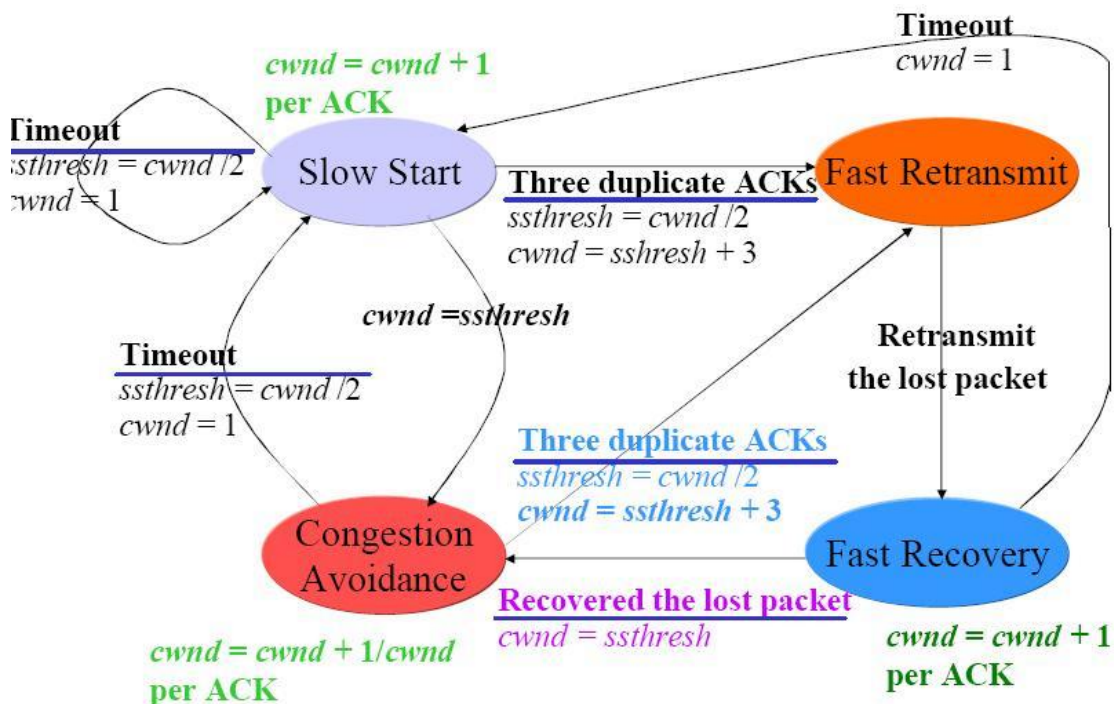 Timeout
cwnd = 1
cwnd = cwnd + 1
per ACK
Timeout
ssthresh = cwnd /2
cwnd = 1
Slow Start
Fast Retransmit
Three duplicate ACKs
ssthresh = cwnd /2
cwnd = sshresh + 3
cwnd =ssthresh
Retransmit
the lost packet
Timeout
ssthresh = cwnd /2
cwnd = 1
Three duplicate ACKs
ssthresh = cwnd /2
cwnd = ssthresh + 3
Congestion
Avoidance
Fast Recovery
Recovered the lost packet
cwnd = ssthresh
cwnd = cwnd + 1/cwnd
per ACK
cwnd = cwnd + 1
per ACK